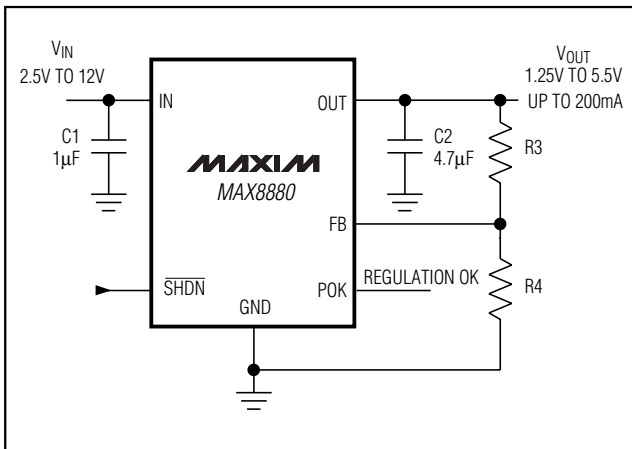 VIN
2.5V TO 12V
VOUT
1.25V TO 5.5V
UP TO 200mA
IN
OUT
C1
1µF
C2
4.7µF
R3
MAXIM
MAX8880
FB
SHDN
POK
REGULATION OK
R4
GND